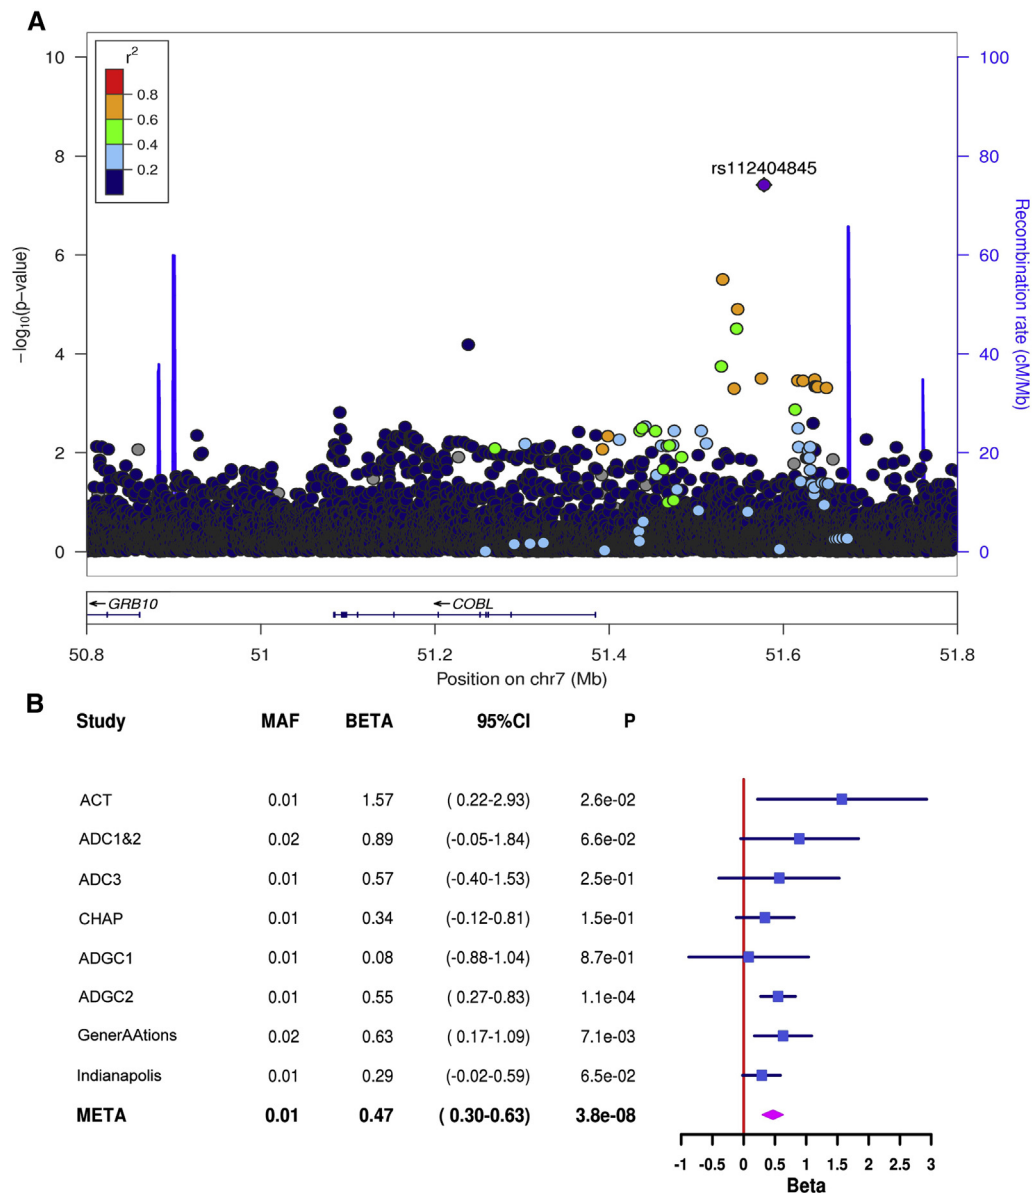 A
r2
0.8
0.6
0.4
0.2
rs112404845
10
8
6
4
2
0
−log10(p−value)
100
80
60
40
20
0
Recombination rate (cM/Mb)
GRB10
COBL
50.8 51 51.2 51.4 51.6 51.8
Position on chr7 (Mb)
B
Study MAF BETA 95%CI P
ACT 0.01 1.57 ( 0.22-2.93) 2.6e-02
ADC1&2 0.02 0.89 (-0.05-1.84) 6.6e-02
ADC3 0.01 0.57 (-0.40-1.53) 2.5e-01
CHAP 0.01 0.34 (-0.12-0.81) 1.5e-01
ADGC1 0.01 0.08 (-0.88-1.04) 8.7e-01
ADGC2 0.01 0.55 ( 0.27-0.83) 1.1e-04
GenerAAtions 0.02 0.63 ( 0.17-1.09) 7.1e-03
Indianapolis 0.01 0.29 (-0.02-0.59) 6.5e-02
META 0.01 0.47 ( 0.30-0.63) 3.8e-08
-1 -0.5 0 0.5 1 1.5 2 2.5 3
Beta